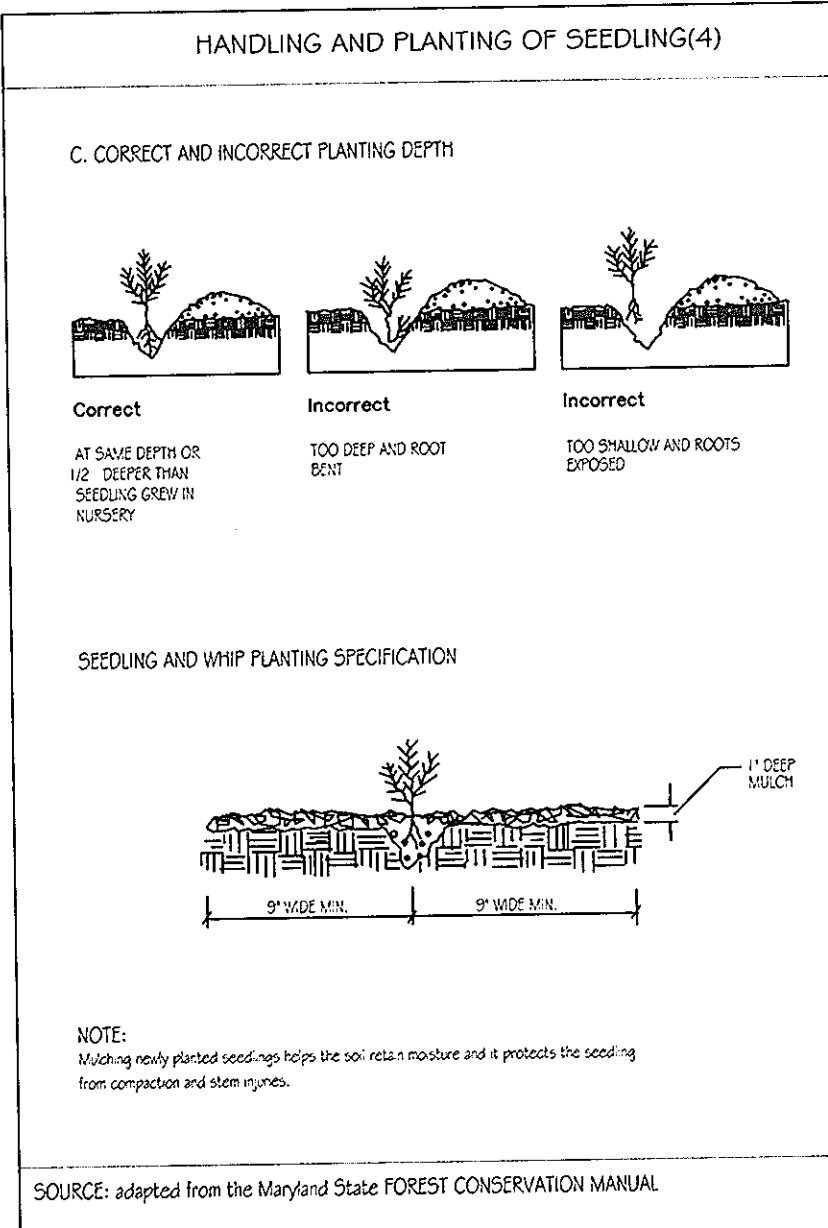 HANDLING AND PLANTING OF SEEDLING(4)
C. CORRECT AND INCORRECT PLANTING DEPTH
Correct
AT SAME DEPTH OR
1/2 DEEPER THAN
SEEDLING GREW IN
NURSERY
Incorrect
TOO DEEP AND ROOT
BENT
Incorrect
TOO SHALLOW AND ROOTS
EXPOSED
SEEDLING AND WHIP PLANTING SPECIFICATION
1" DEEP
MULCH
9" WIDE MIN.
9" WIDE MIN.
NOTE:
Mulching newly planted seedlings helps the soil retain moisture and it protects the seedling
from compaction and stem injuries.
SOURCE: adapted from the Maryland State FOREST CONSERVATION MANUAL